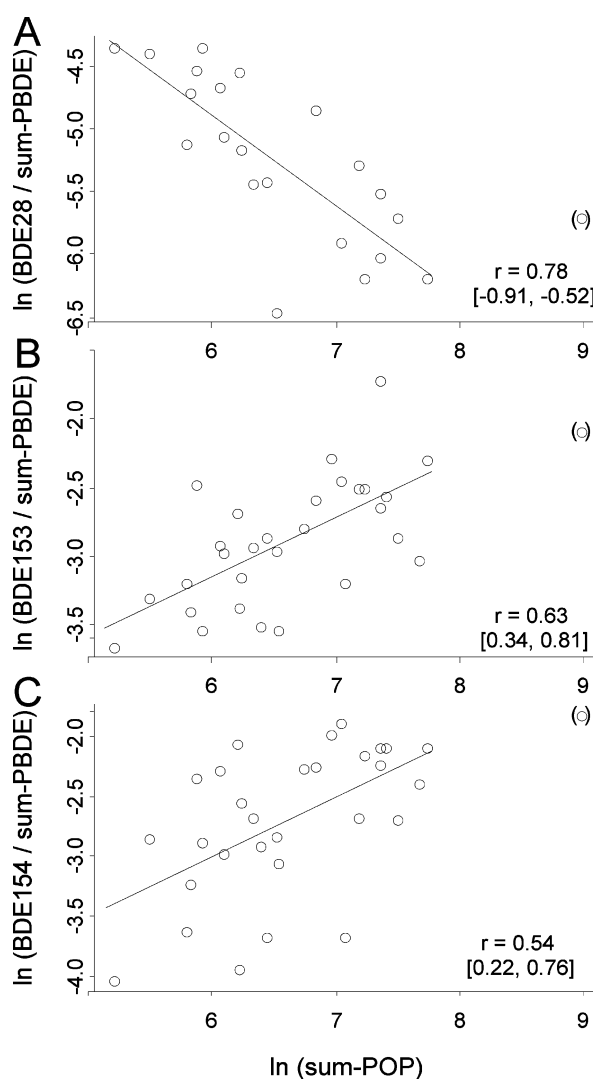 A
ln (BDE28 / sum-PBDE)
-4.5
-5.0
-5.5
-6.0
-6.5
( )
r = 0.78
[-0.91, -0.52]
6 7 8 9
B
ln (BDE153 / sum-PBDE)
-2.0
-2.5
-3.0
-3.5
( )
r = 0.63
[0.34, 0.81]
6 7 8 9
C
ln (BDE154 / sum-PBDE)
-2.0
-2.5
-3.0
-3.5
-4.0
( )
r = 0.54
[0.22, 0.76]
6 7 8 9
ln (sum-POP)